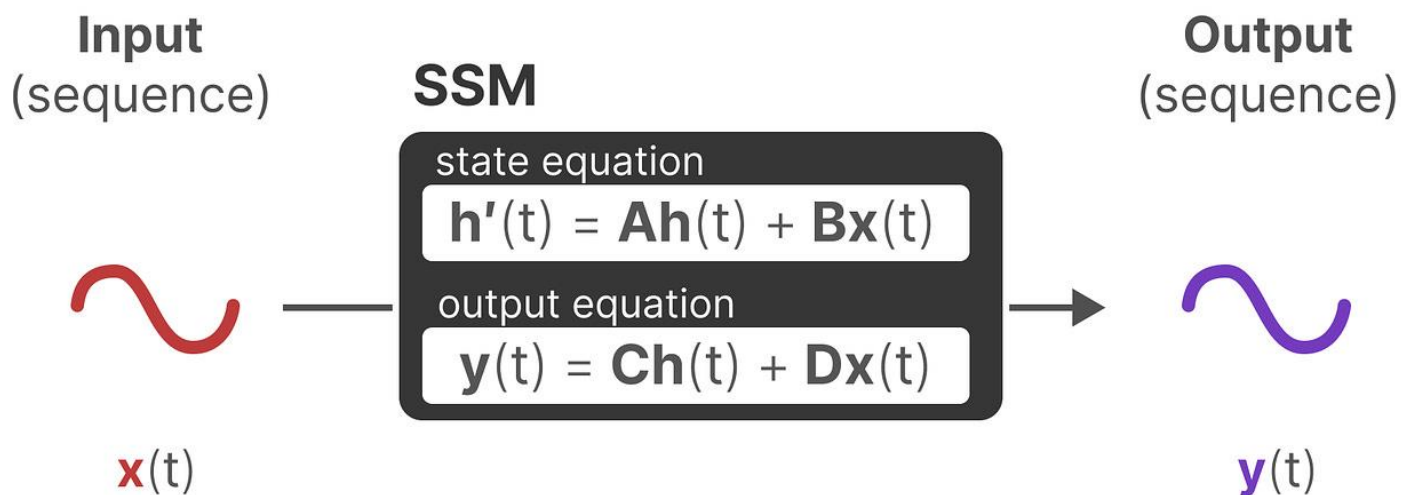 Input
(sequence)
SSM
state equation
h′(t) = Ah(t) + Bx(t)
output equation
y(t) = Ch(t) + Dx(t)
x(t)
Output
(sequence)
y(t)